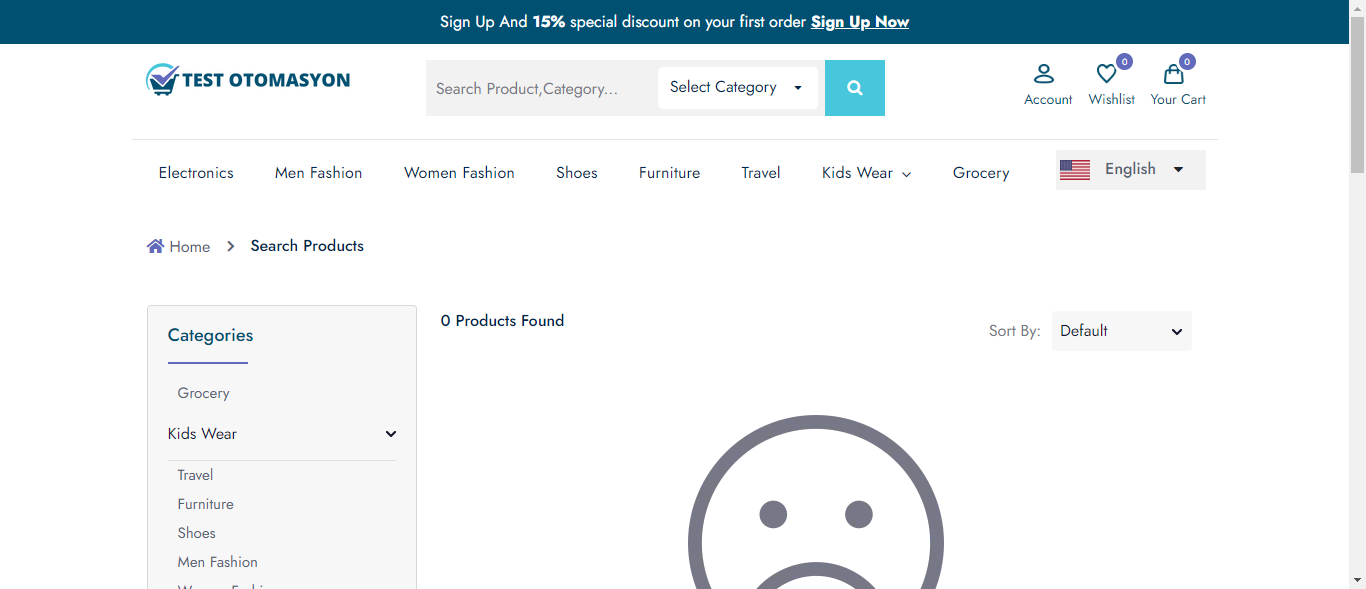 Sign Up And 15% special discount on your first order Sign Up Now
TEST OTOMASYON
Search Product,Category...
Select Category
Account
0
Wishlist
0
Your Cart
Electronics Men Fashion Women Fashion Shoes Furniture Travel Kids Wear Grocery
English
Home Search Products
Categories
Grocery
Kids Wear
Travel
Furniture
Shoes
Men Fashion
0 Products Found
Sort By: Default